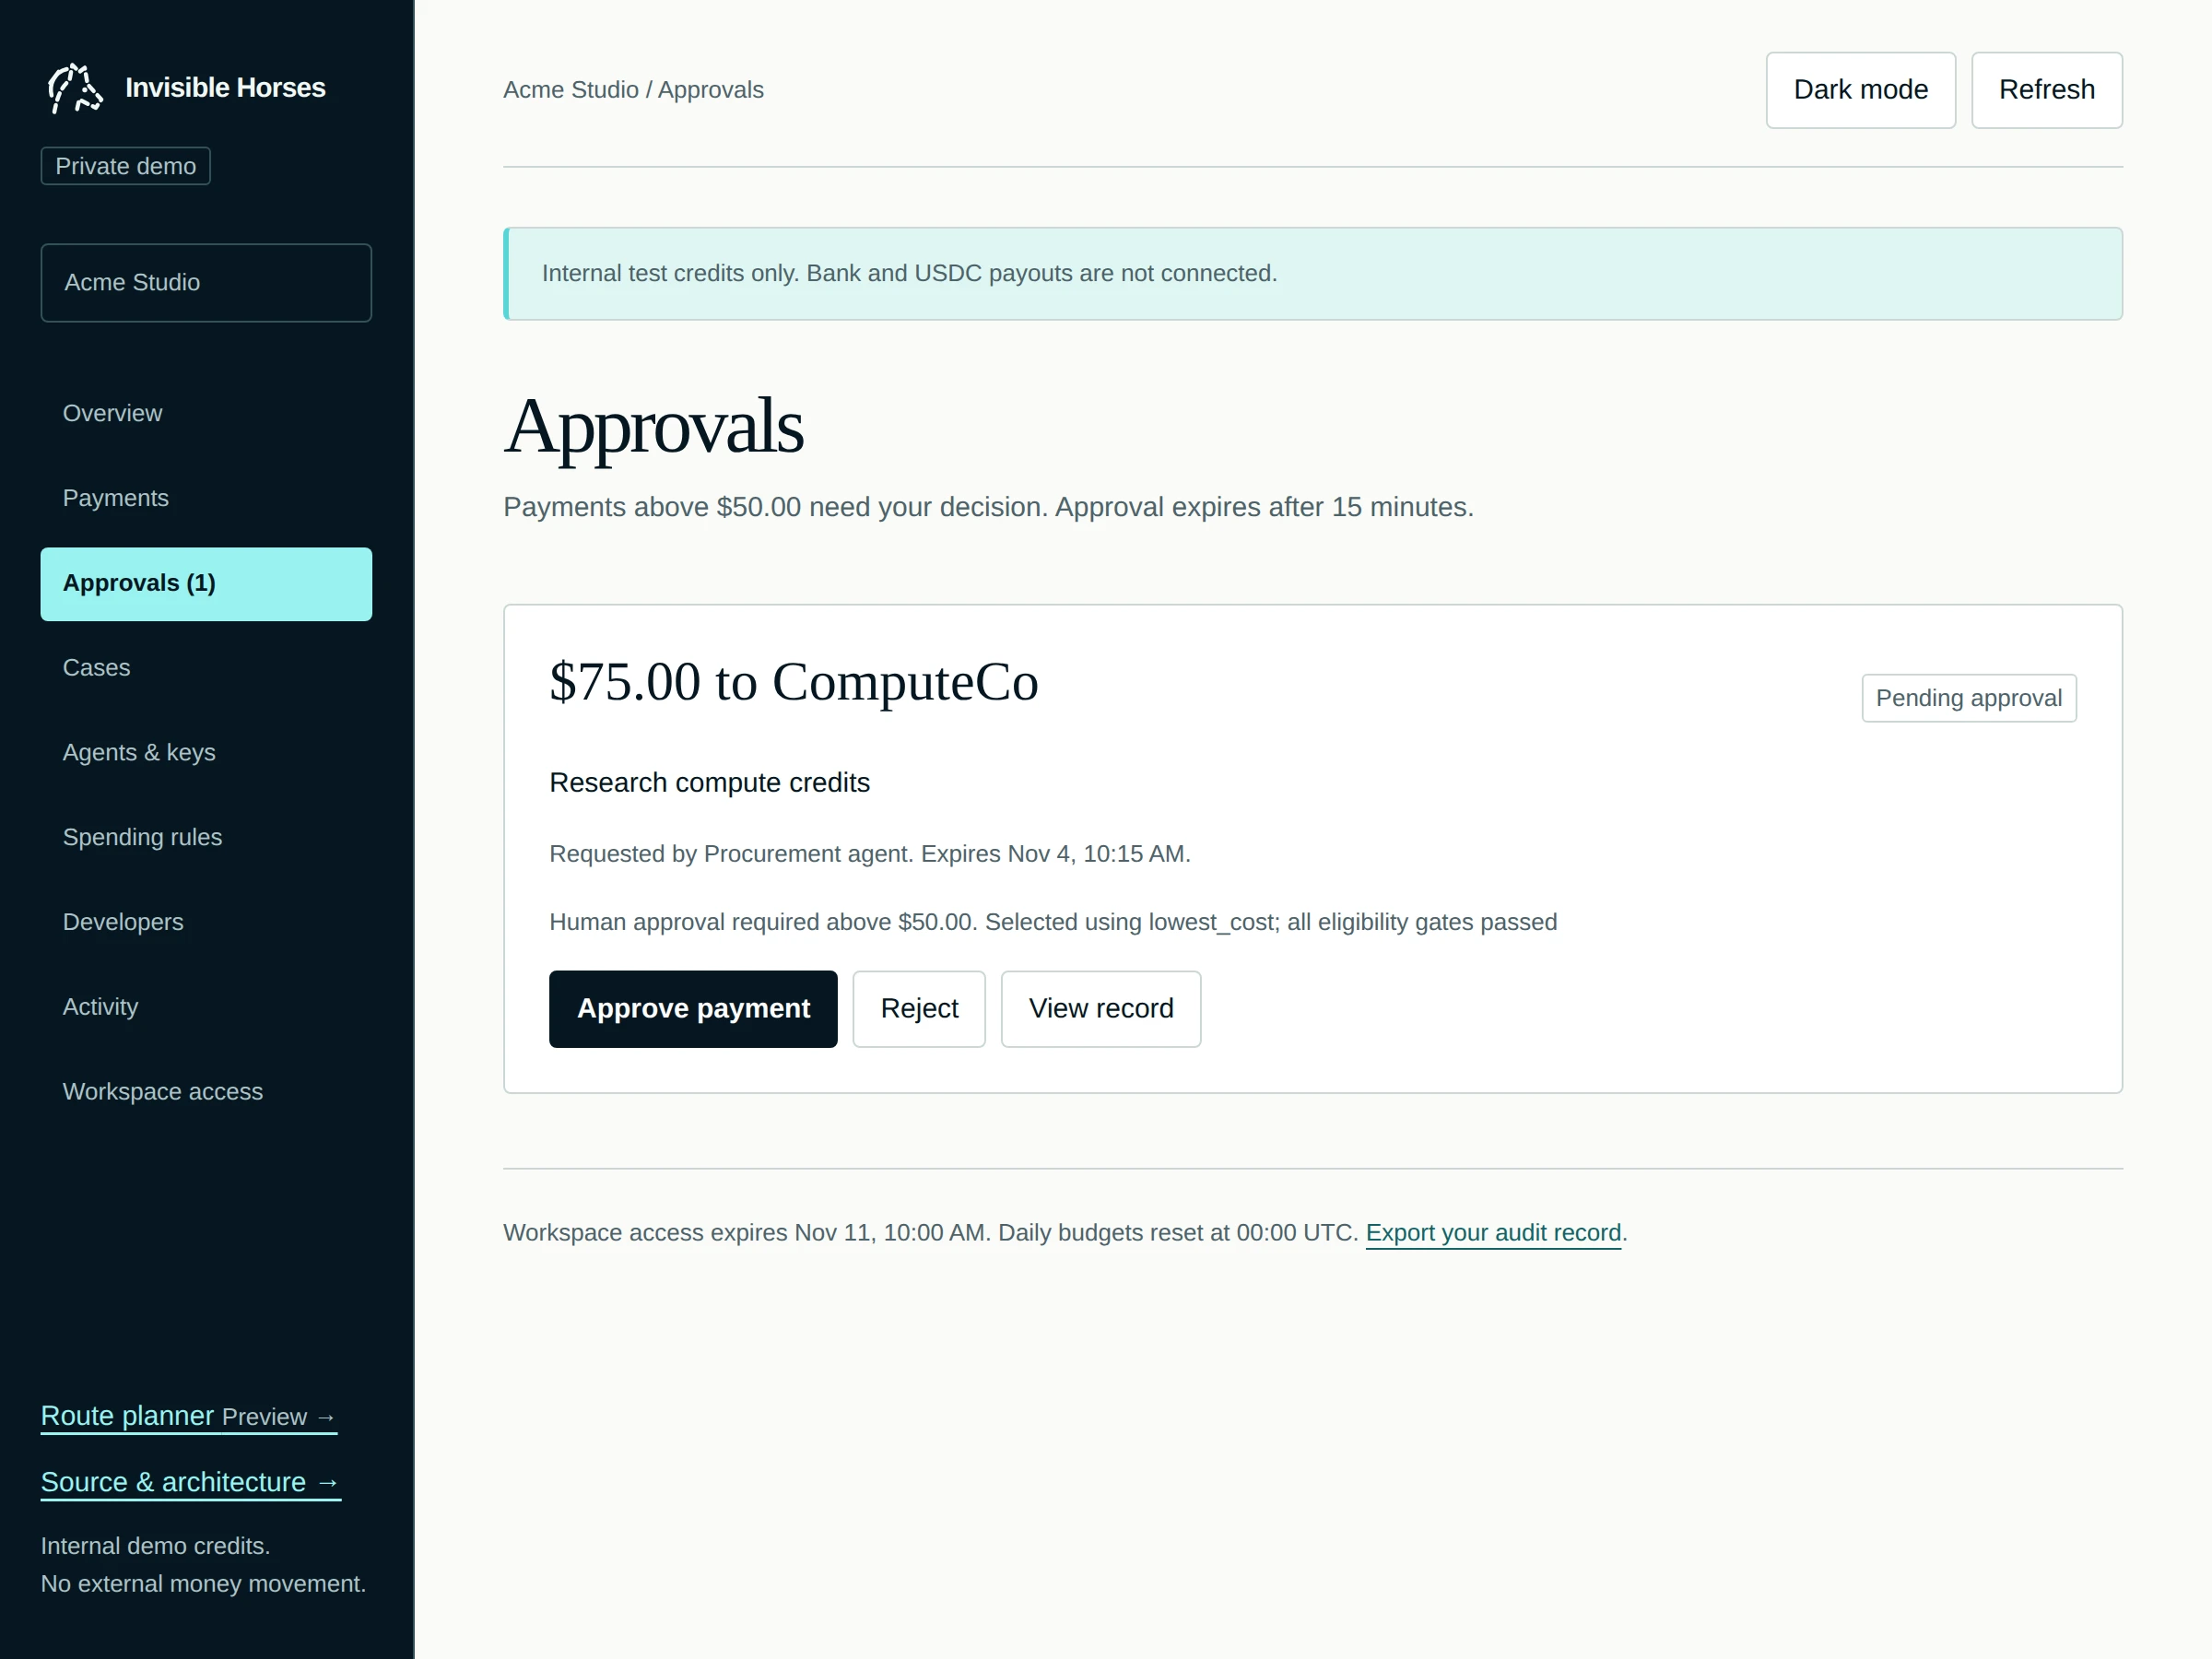 Invisible Horses
Private demo
Acme Studio
Overview
Payments
Approvals (1)
Cases
Agents & keys
Spending rules
Developers
Activity
Workspace access
Route planner Preview →
Source & architecture →
Internal demo credits.
No external money movement.
Acme Studio / Approvals
Dark mode
Refresh
Internal test credits only. Bank and USDC payouts are not connected.
Approvals
Payments above $50.00 need your decision. Approval expires after 15 minutes.
$75.00 to ComputeCo
Pending approval
Research compute credits
Requested by Procurement agent. Expires Nov 4, 10:15 AM.
Human approval required above $50.00. Selected using lowest_cost; all eligibility gates passed
Approve payment
Reject
View record
Workspace access expires Nov 11, 10:00 AM. Daily budgets reset at 00:00 UTC. Export your audit record.